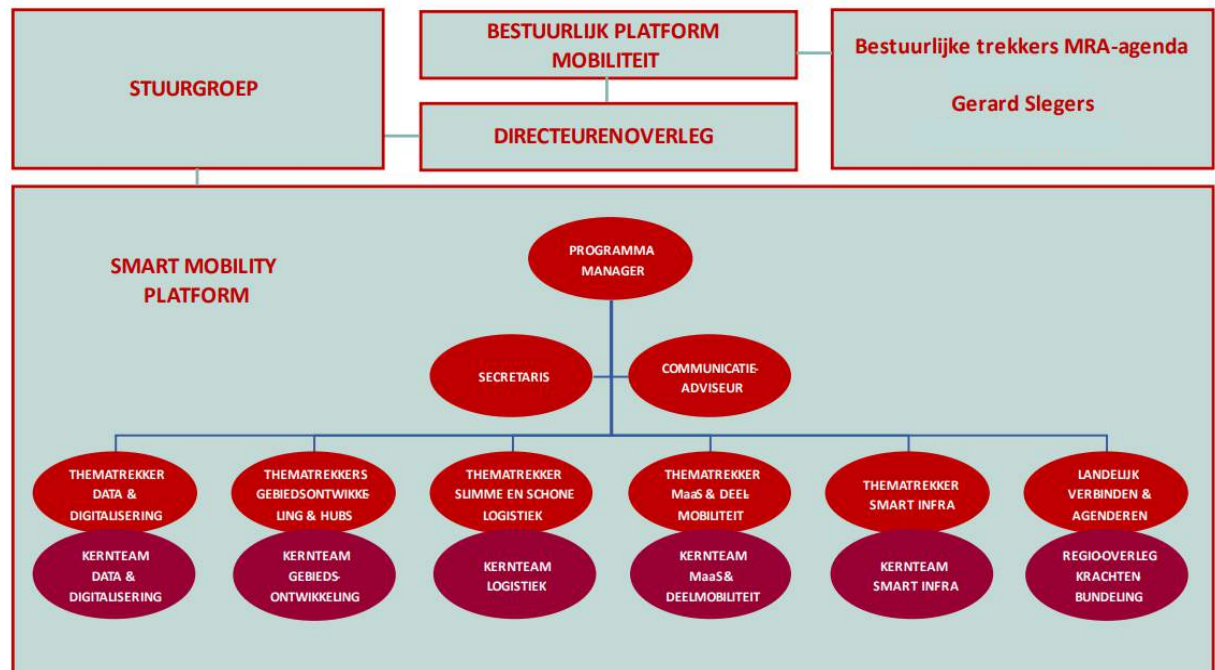 BESTUURLIJK PLATFORM
MOBILITEIT
Bestuurlijke trekkers MRA-agenda
Gerard Slegers
STUURGROEP
DIRECTEURENOVERLEG
SMART MOBILITY
PLATFORM
PROGRAMMA
MANAGER
SECRETARIS
COMMUNICATIE-
ADVISEUR
THEMATREKKER
DATA &
DIGITALISERING
THEMATREKKERS
GEBIEDSONTWIKKE-
LING & HUBS
THEMATREKKER
SLIMME EN SCHONE
LOGISTIEK
THEMATREKKER
MaaS & DEEL-
MOBILITEIT
THEMATREKKER
SMART INFRA
LANDELIJK
VERBINDEN &
AGENDEREN
KERNTEAM
DATA &
DIGITALISERING
KERNTEAM
GEBIEDS-
ONTWIKKELING
KERNTEAM
LOGISTIEK
KERNTEAM
MaaS&
DEELMOBILITEIT
KERNTEAM
SMART INFRA
REGIO-OVERLEG
KRACHTEN
BUNDELING